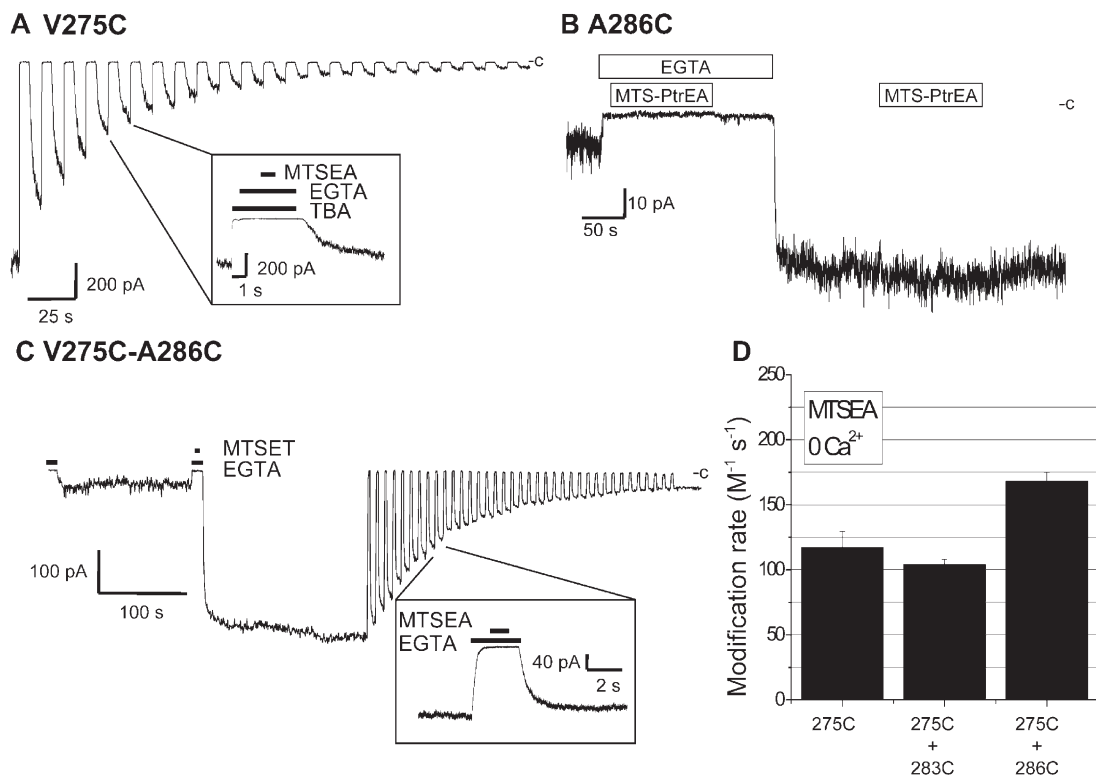 A V275C
-c
MTSEA
EGTA
TBA
200 pA
1 s
200 pA
25 s
B A286C
EGTA
MTS-PtrEA
MTS-PtrEA
-c
10 pA
50 s
C V275C-A286C
MTSET
EGTA
-c
100 pA
100 s
MTSEA
EGTA
40 pA
2 s
D
250
200
150
100
50
0
Modification rate (M⁻¹ s⁻¹)
MTSEA
0 Ca²⁺
275C
275C
+
283C
275C
+
286C